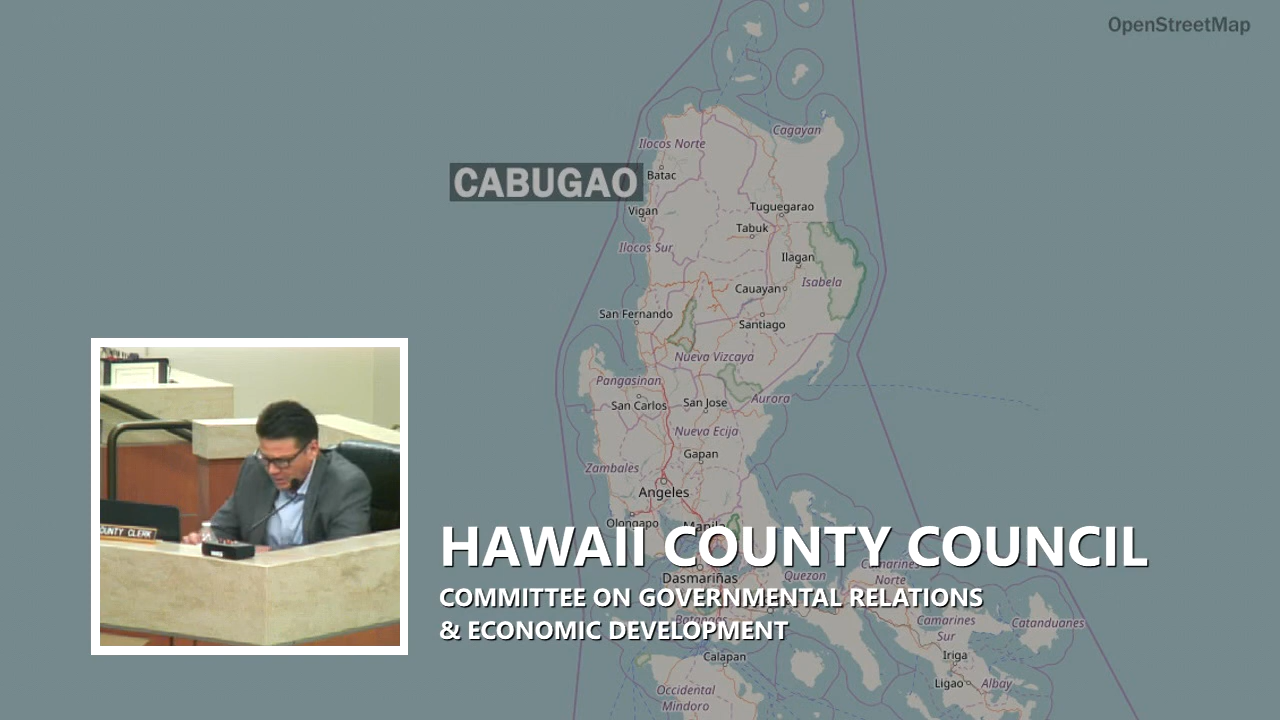 OpenStreetMap
Cagayan
Ilocos Norte
Batac
CABUGAO
Tuguegarao
Vigan
Tabuk
Ilocos Sur
Ilagan
Isabela
Cauayan
San Fernando
Santiago
Nueva Vizcaya
Pangasinan
Aurora
San Carlos
San Jose
Nueva Ecija
Gapan
Zambales
Angeles
Olongapo
Manila
COUNTY CLERK
HAWAII COUNTY COUNCIL
Camarines
Norte
Dasmariñas
Quezon
COMMITTEE ON GOVERNMENTAL RELATIONS
Batangas
Camarines
Sur
Catanduanes
& ECONOMIC DEVELOPMENT
Calapan
Iriga
Ligao
Albay
Occidental
Mindoro